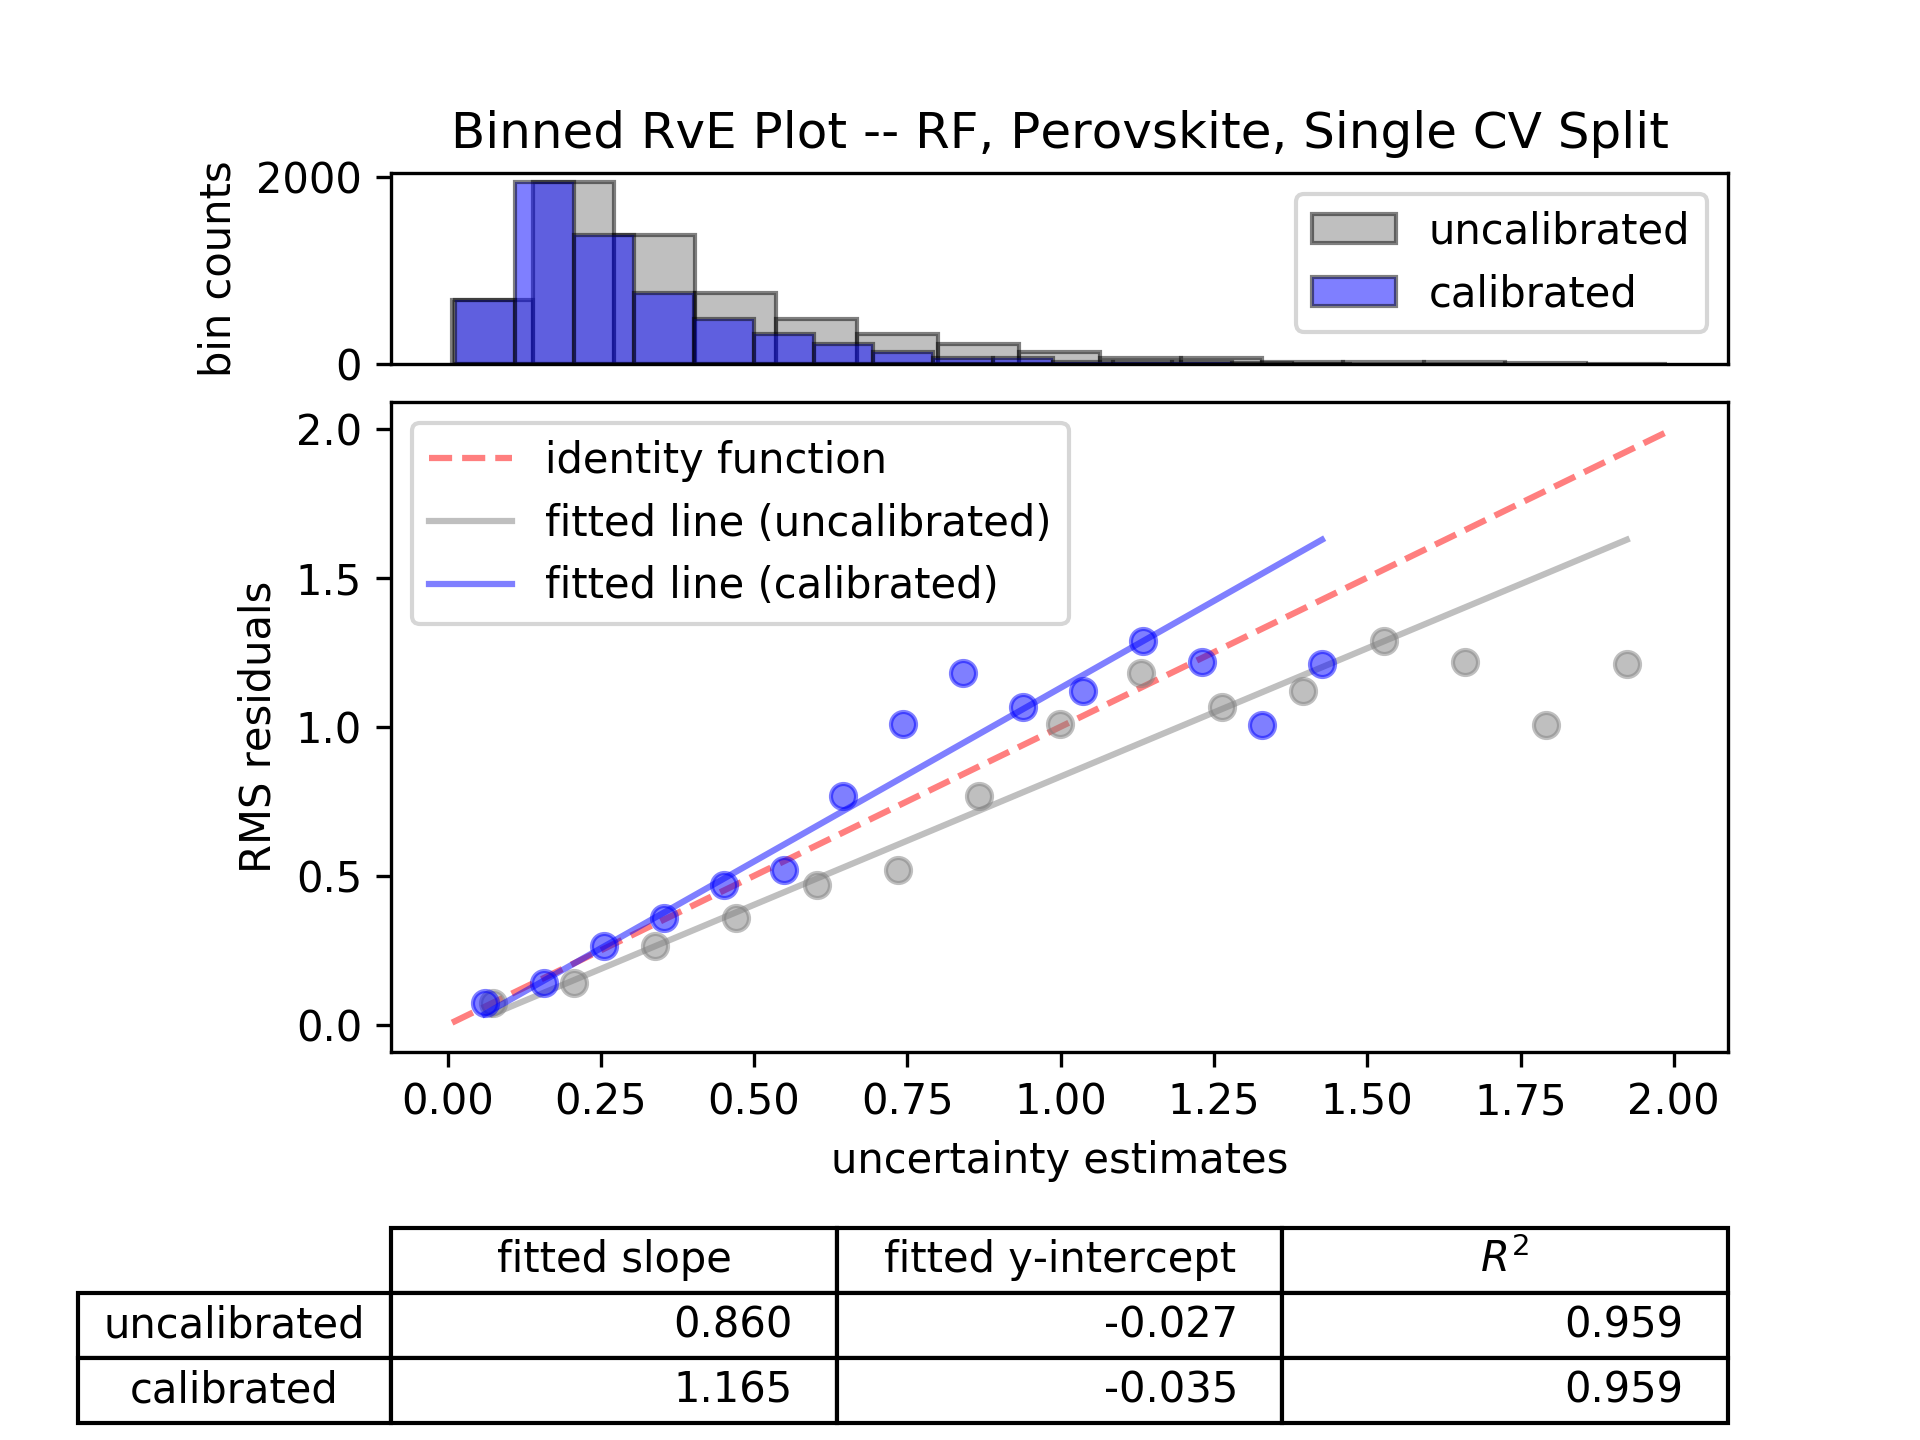 Binned RvE Plot -- RF, Perovskite, Single CV Split
bin counts
2000
0
uncalibrated
calibrated
identity function
fitted line (uncalibrated)
fitted line (calibrated)
RMS residuals
2.0
1.5
1.0
0.5
0.0
0.00 0.25 0.50 0.75 1.00 1.25 1.50 1.75 2.00
uncertainty estimates
fitted slope fitted y-intercept R²
uncalibrated 0.860 -0.027 0.959
calibrated 1.165 -0.035 0.959